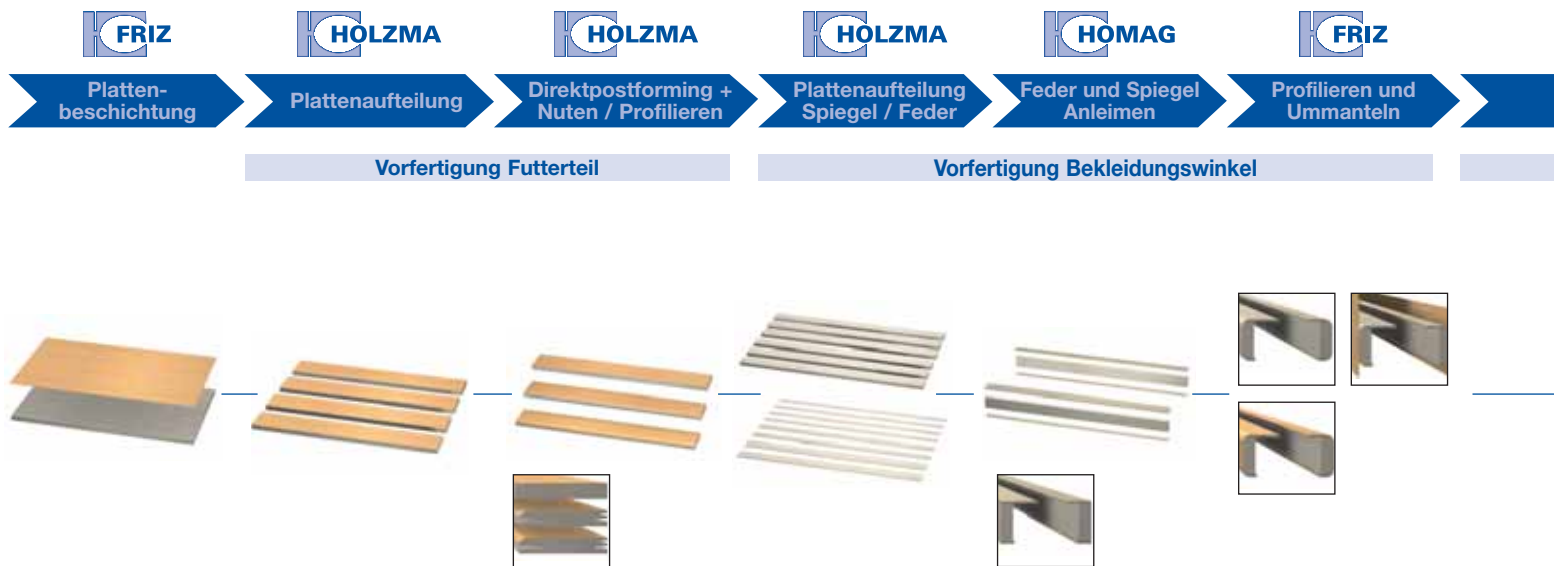 FRIZ
HOLZMA
HOLZMA
HOLZMA
HOMAG
FRIZ
Platten-
beschichtung
Plattenaufteilung
Direktpostforming +
Nuten / Profilieren
Plattenaufteilung
Spiegel / Feder
Feder und Spiegel
Anleimen
Profilieren und
Ummanteln
Vorfertigung Futterteil
Vorfertigung Bekleidungswinkel